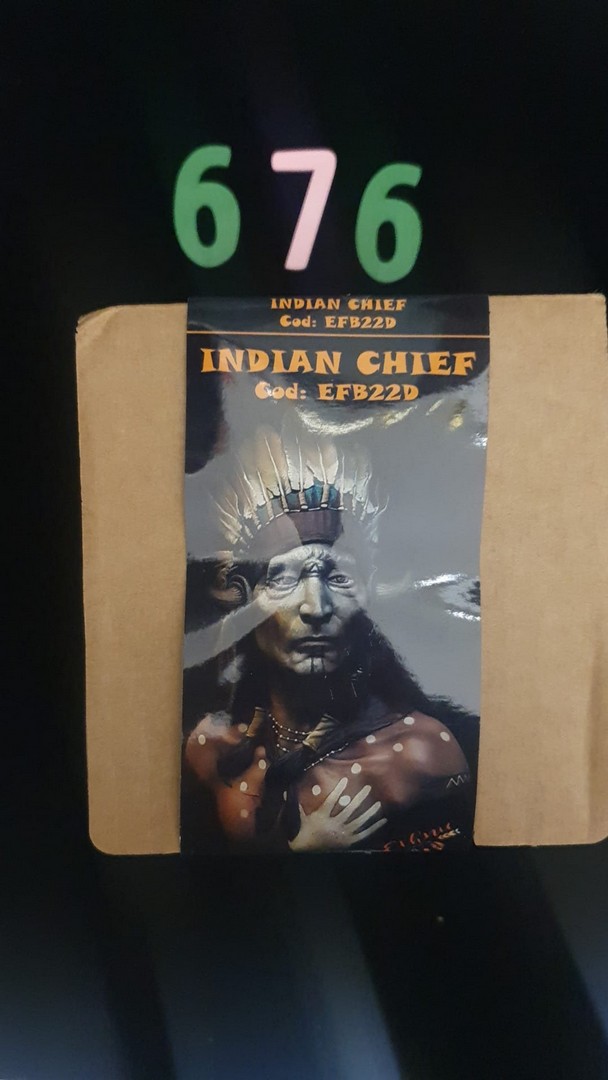 676
INDIAN CHIEF
Cod: EFB22D
INDIAN CHIEF
Cod: EFB22D